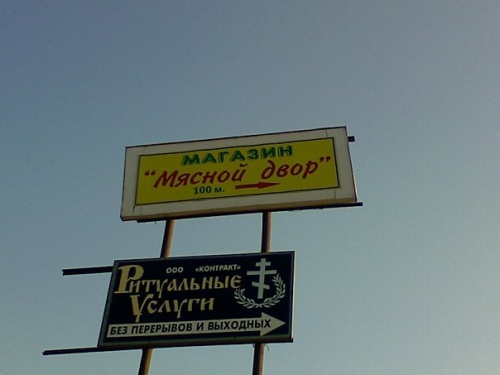 МАГАЗИН
"Мясной двор"
100 м.
ООО «КОНТРАКТ»
Ритуальные
Услуги
БЕЗ ПЕРЕРЫВОВ И ВЫХОДНЫХ